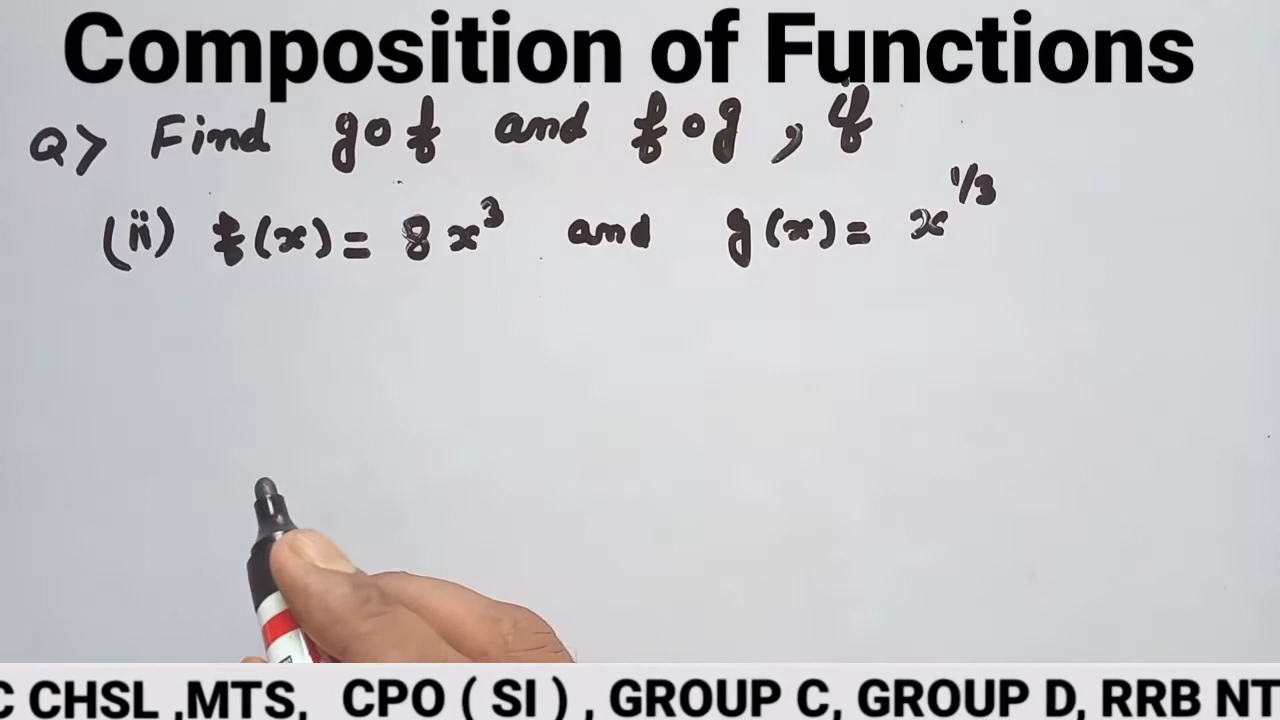 Composition of Functions
Q> Find gof and fog, if
(ii) f(x) = 8x³ and g(x) = x^1/3
C CHSL ,MTS, CPO ( SI ) , GROUP C, GROUP D, RRB NT